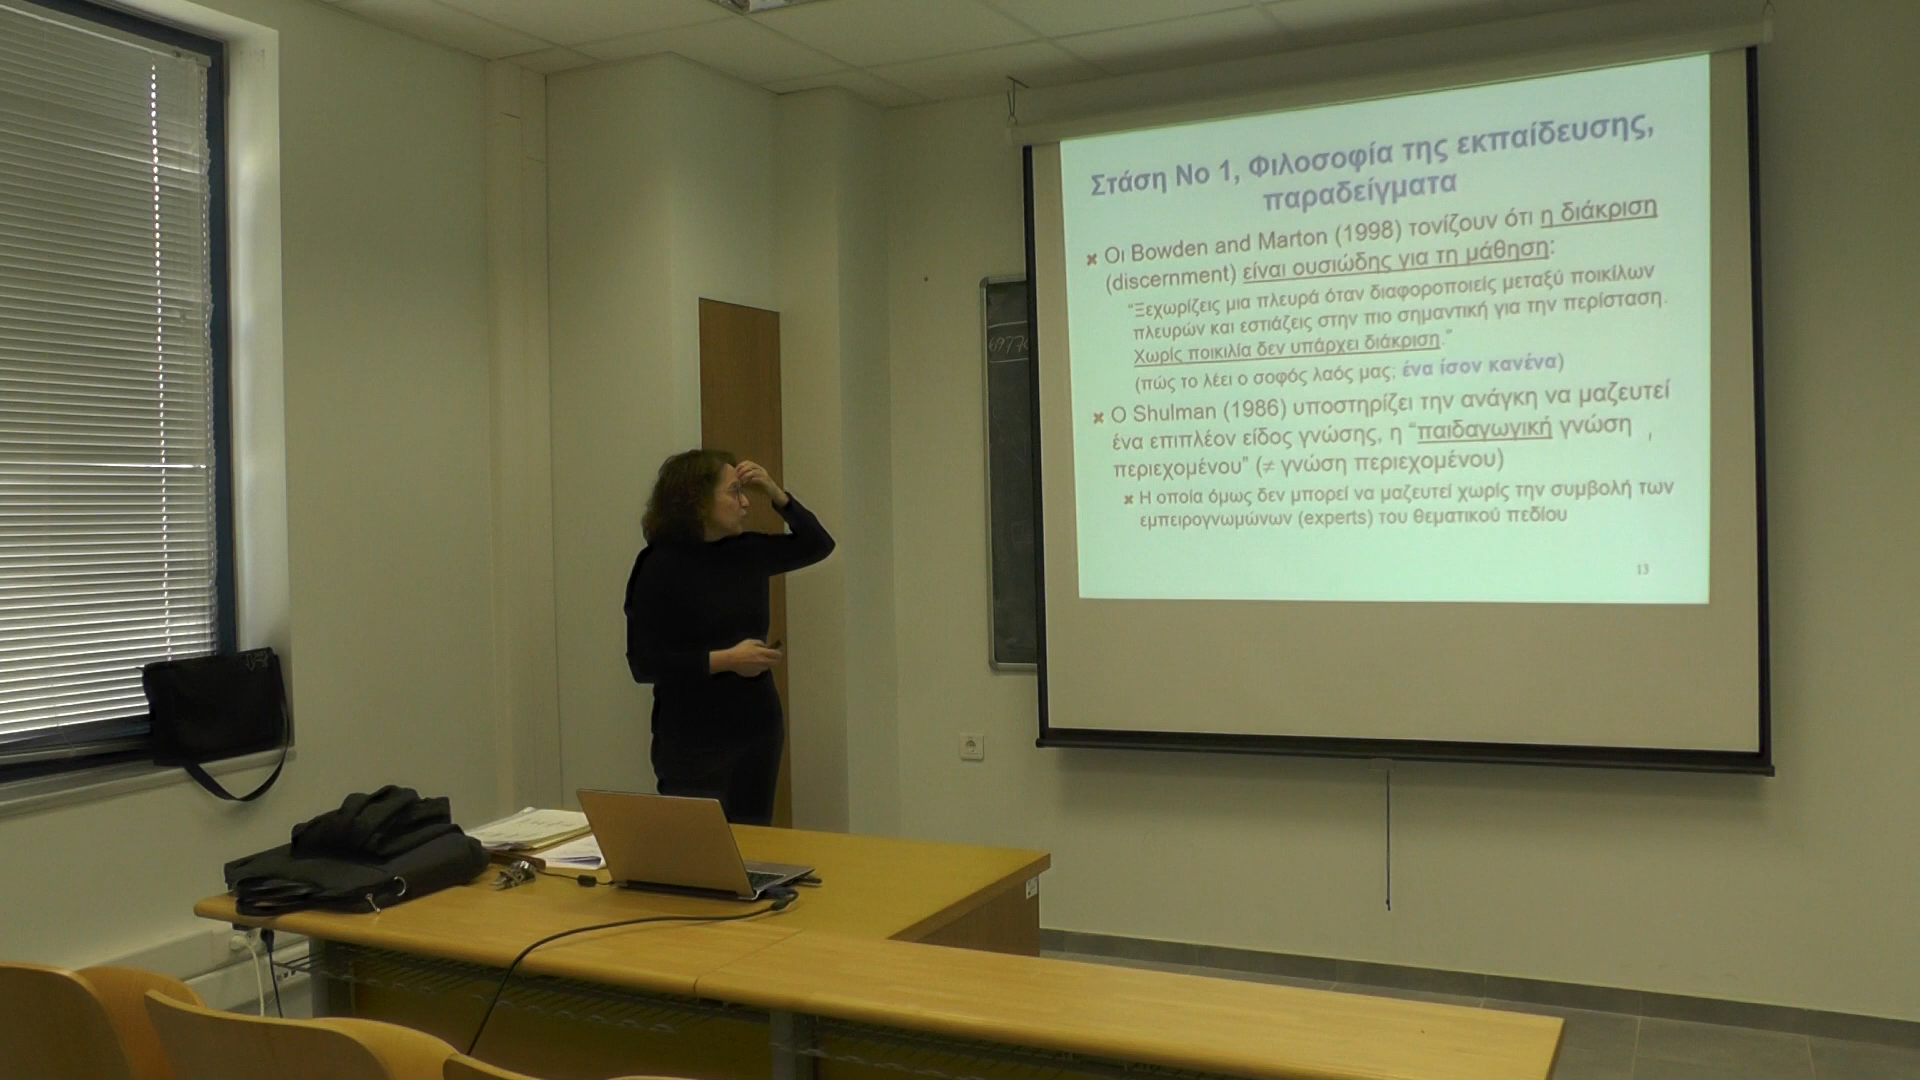 Στάση Νο 1, Φιλοσοφία της εκπαίδευσης,
παραδείγματα
Οι Bowden and Marton (1998) τονίζουν ότι η διάκριση
(discernment) είναι ουσιώδης για τη μάθηση:
“Ξεχωρίζεις μια πλευρά όταν διαφοροποιείς μεταξύ ποικίλων
πλευρών και εστιάζεις στην πιο σημαντική για την περίσταση.
Χωρίς ποικιλία δεν υπάρχει διάκριση.”
(πώς το λέει ο σοφός λαός μας; ένα ίσον κανένα)
Ο Shulman (1986) υποστηρίζει την ανάγκη να μαζευτεί
ένα επιπλέον είδος γνώσης, η “παιδαγωγική γνώση
περιεχομένου” (≠ γνώση περιεχομένου)
Η οποία όμως δεν μπορεί να μαζευτεί χωρίς την συμβολή των
εμπειρογνωμώνων (experts) του θεματικού πεδίου
13